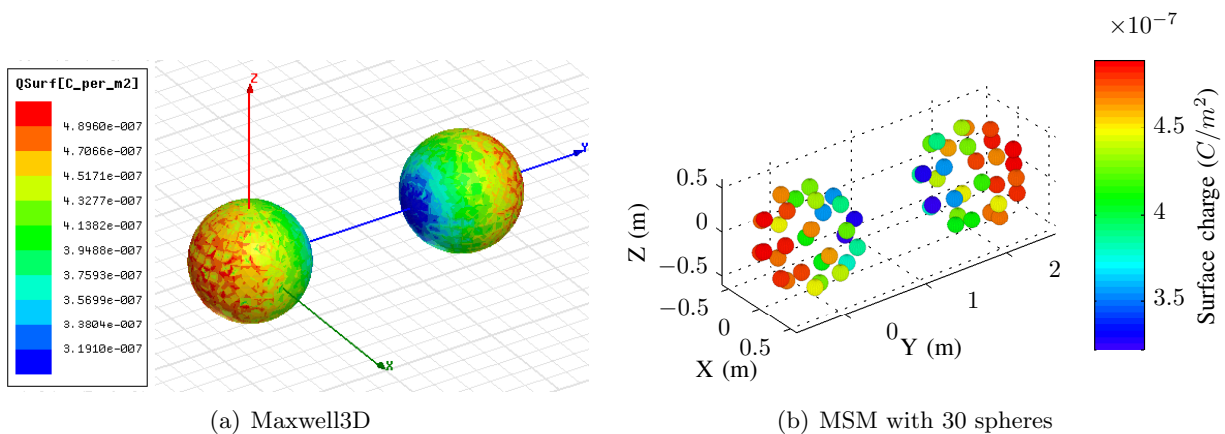 QSurf[C_per_m2]
4.8960e-007
4.7066e-007
4.5171e-007
4.3277e-007
4.1382e-007
3.9488e-007
3.7593e-007
3.5699e-007
3.3804e-007
3.1910e-007
Z
Y
X
(a) Maxwell3D
×10⁻⁷
4.5
4
3.5
Surface charge (C/m²)
0.5
0
−0.5
Z (m)
−0.5
0
0.5
X (m)
0
1
2
Y (m)
(b) MSM with 30 spheres